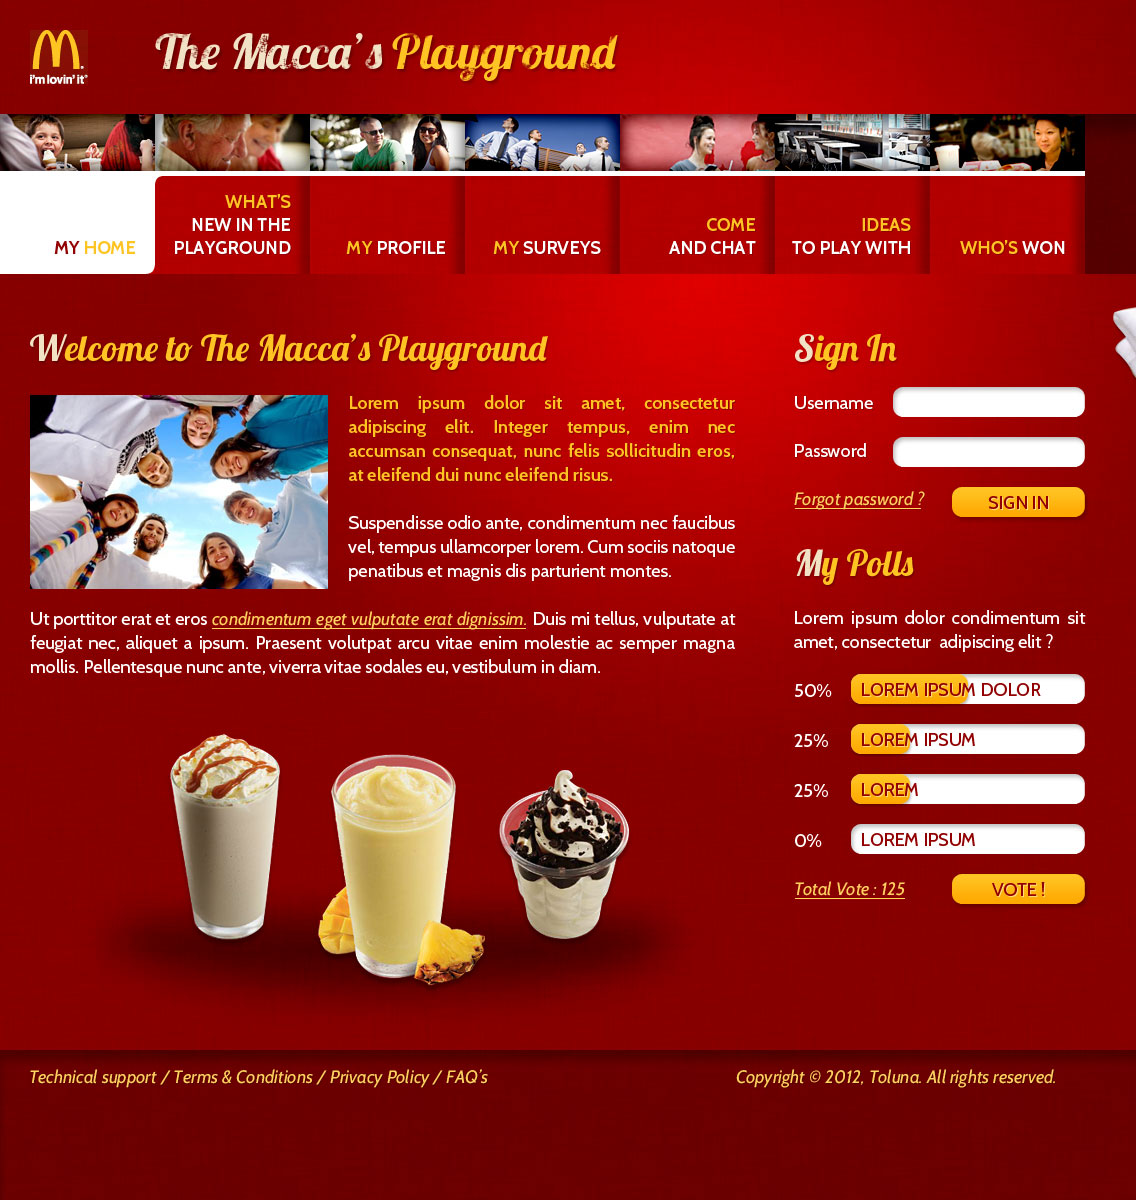 i'm lovin' it®
The Macca's Playground
MY HOME
WHAT'S
NEW IN THE
PLAYGROUND
MY PROFILE
MY SURVEYS
COME
AND CHAT
IDEAS
TO PLAY WITH
WHO'S WON
Welcome to The Macca's Playground
Lorem ipsum dolor sit amet, consectetur
adipiscing elit. Integer tempus, enim nec
accumsan consequat, nunc felis sollicitudin eros,
at eleifend dui nunc eleifend risus.
Suspendisse odio ante, condimentum nec faucibus
vel, tempus ullamcorper lorem. Cum sociis natoque
penatibus et magnis dis parturient montes.
Ut porttitor erat et eros condimentum eget vulputate erat dignissim. Duis mi tellus, vulputate at
feugiat nec, aliquet a ipsum. Praesent volutpat arcu vitae enim molestie ac semper magna
mollis. Pellentesque nunc ante, viverra vitae sodales eu, vestibulum in diam.
Sign In
Username
Password
Forgot password ?
SIGN IN
My Polls
Lorem ipsum dolor condimentum sit
amet, consectetur adipiscing elit ?
50% LOREM IPSUM DOLOR
25% LOREM IPSUM
25% LOREM
0% LOREM IPSUM
Total Vote : 125
VOTE !
Technical support / Terms & Conditions / Privacy Policy / FAQ's
Copyright © 2012, Toluna. All rights reserved.